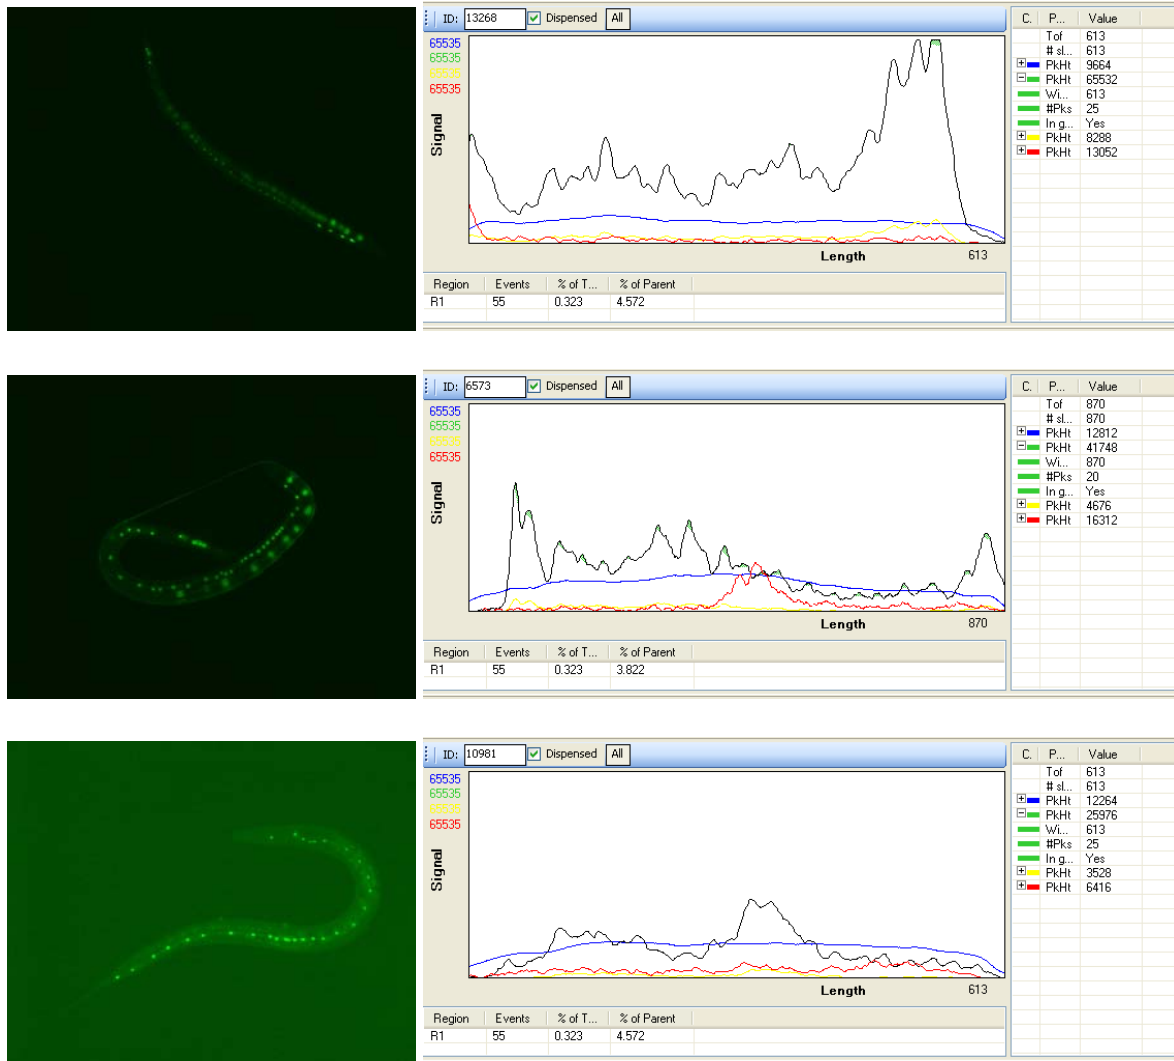 ID: 13268 Dispensed All
65535
65535
65535
65535
Signal
Length 613
Region Events % of T... % of Parent
R1 55 0.323 4.572
C. P... Value
Tof 613
# sl... 613
PkHt 9664
PkHt 65532
Wi... 613
#Pks 25
In g... Yes
PkHt 8288
PkHt 13052
ID: 6573 Dispensed All
65535
65535
65535
65535
Signal
Length 870
Region Events % of T... % of Parent
R1 55 0.323 3.822
C. P... Value
Tof 870
# sl... 870
PkHt 12812
PkHt 41748
Wi... 870
#Pks 20
In g... Yes
PkHt 4676
PkHt 16312
ID: 10981 Dispensed All
65535
65535
65535
65535
Signal
Length 613
Region Events % of T... % of Parent
R1 55 0.323 4.572
C. P... Value
Tof 613
# sl... 613
PkHt 12264
PkHt 25976
Wi... 613
#Pks 25
In g... Yes
PkHt 3528
PkHt 6416